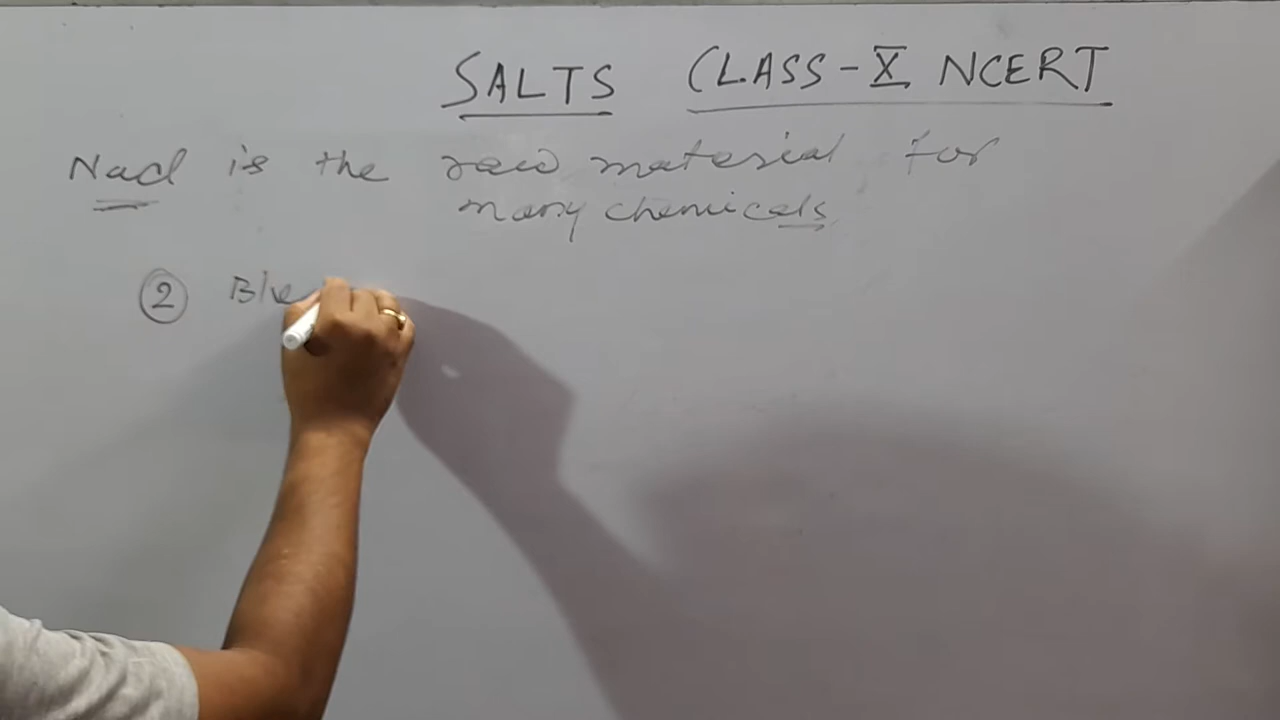 SALTS CLASS-X NCERT
Nacl is the raw material for
many chemicals
② Ble